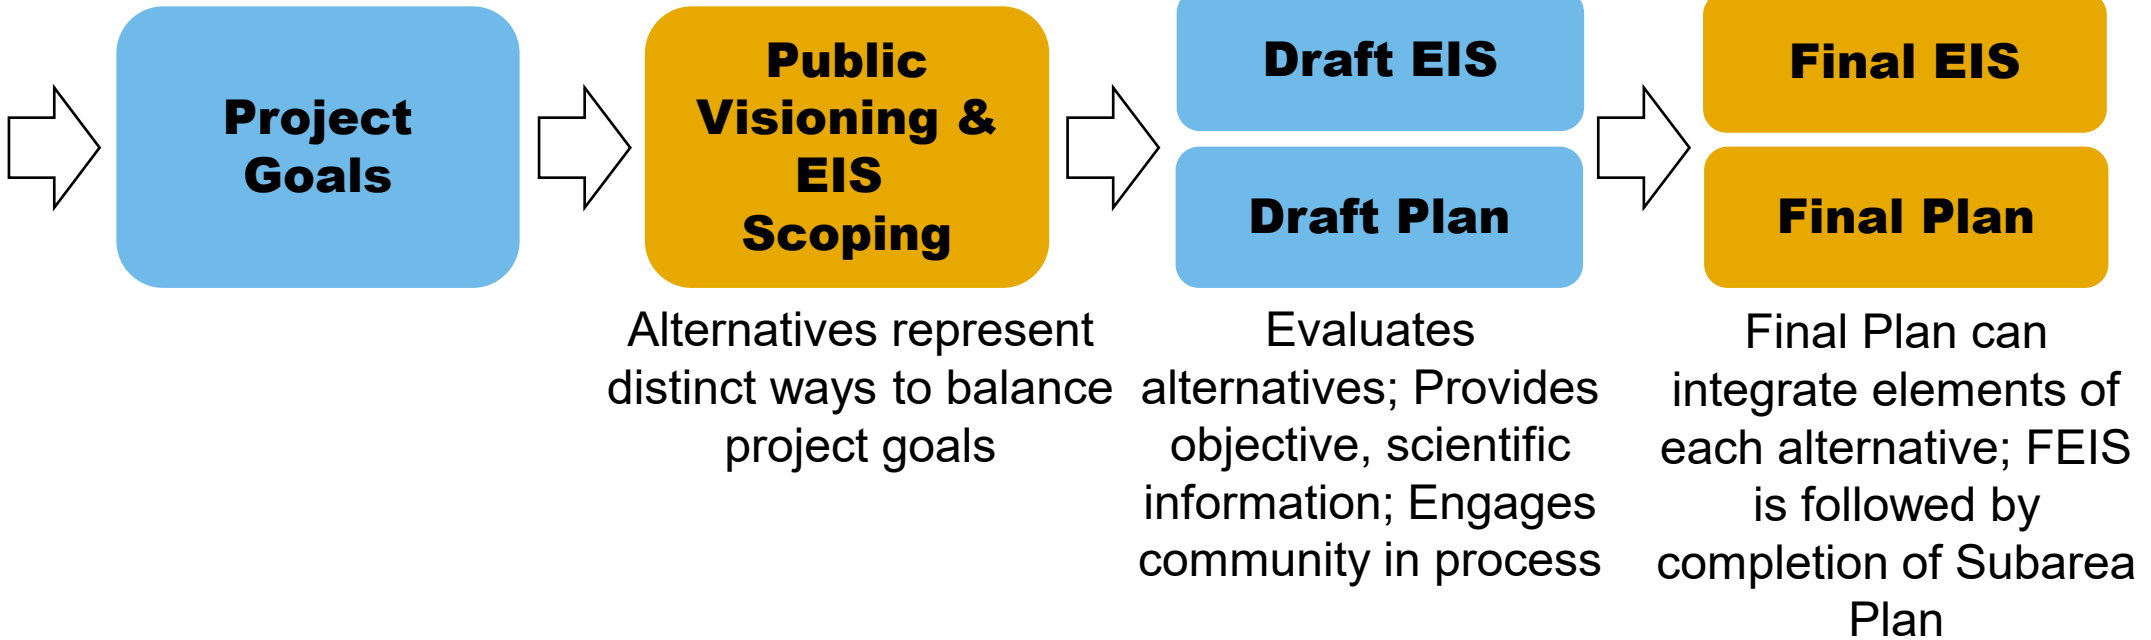 Project
Goals
Public
Visioning &
EIS
Scoping
Alternatives represent
distinct ways to balance
project goals
Draft EIS
Draft Plan
Evaluates
alternatives; Provides
objective, scientific
information; Engages
community in process
Final EIS
Final Plan
Final Plan can
integrate elements of
each alternative; FEIS
is followed by
completion of Subarea
Plan